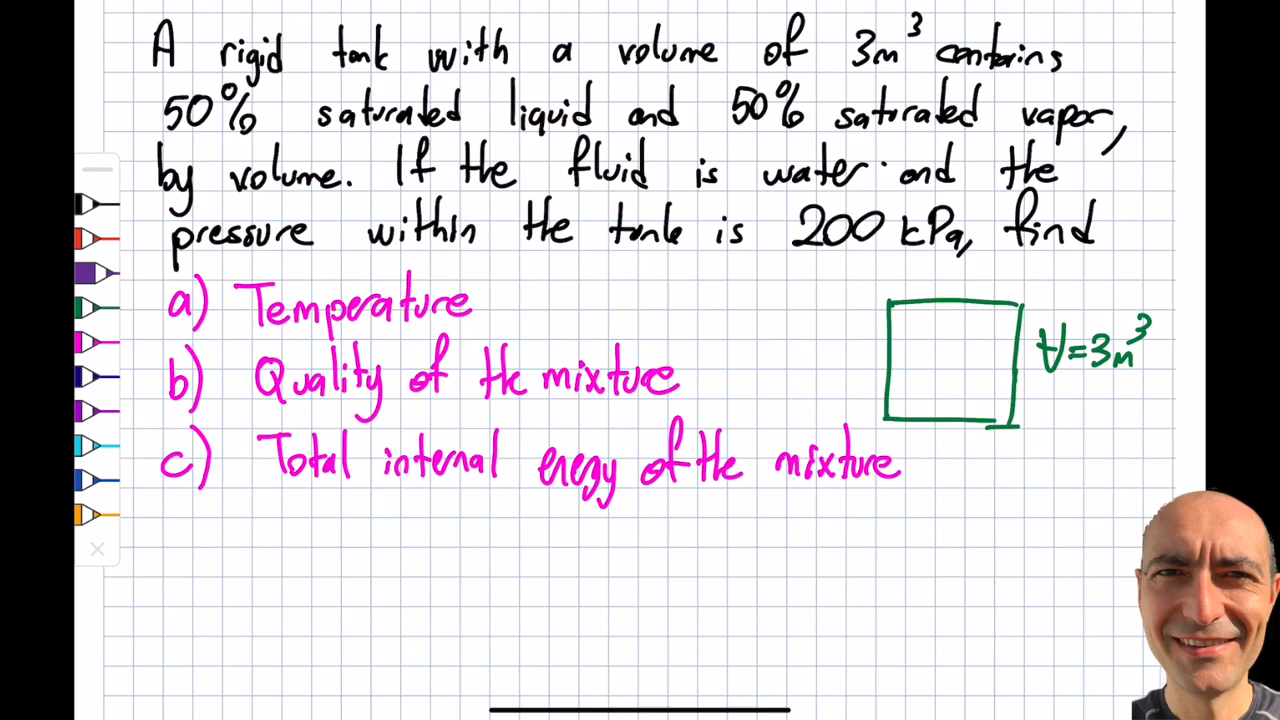 A rigid tank with a volume of 3m³ contains
50% saturated liquid and 50% saturated vapor,
by volume. If the fluid is water and the
pressure within the tank is 200 kPa, find
a) Temperature
b) Quality of the mixture
V=3m³
c) Total internal energy of the mixture